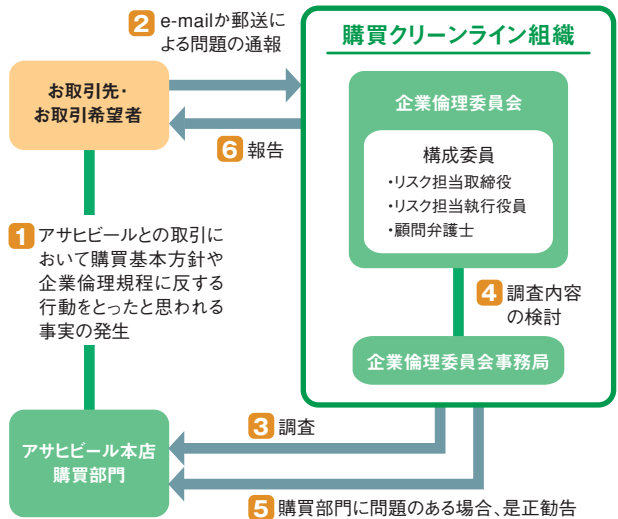 2 e-mailか郵送に
よる問題の通報
購買クリーンライン組織
お取引先・
お取引希望者
企業倫理委員会
構成委員
・リスク担当取締役
・リスク担当執行役員
・顧問弁護士
6 報告
1 アサヒビールとの取引に
おいて購買基本方針や
企業倫理規程に反する
行動をとったと思われる
事実の発生
4 調査内容
の検討
企業倫理委員会事務局
アサヒビール本店
購買部門
3 調査
5 購買部門に問題のある場合、是正勧告